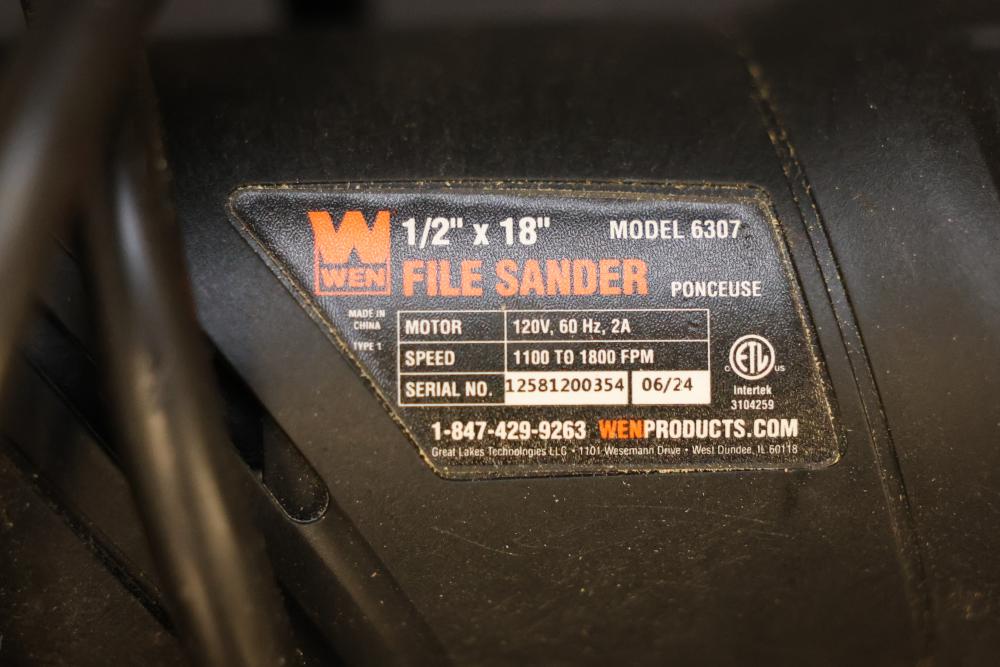 WEN
1/2" x 18"
MODEL 6307
FILE SANDER
PONCEUSE
MADE IN
CHINA
TYPE 1
MOTOR 120V, 60 Hz, 2A
SPEED 1100 TO 1800 FPM
SERIAL NO. 12581200354 06/24
C ETL US
Intertek
3104259
1-847-429-9263 WENPRODUCTS.COM
Great Lakes Technologies LLC • 1101 Wesemann Drive • West Dundee, IL 60118